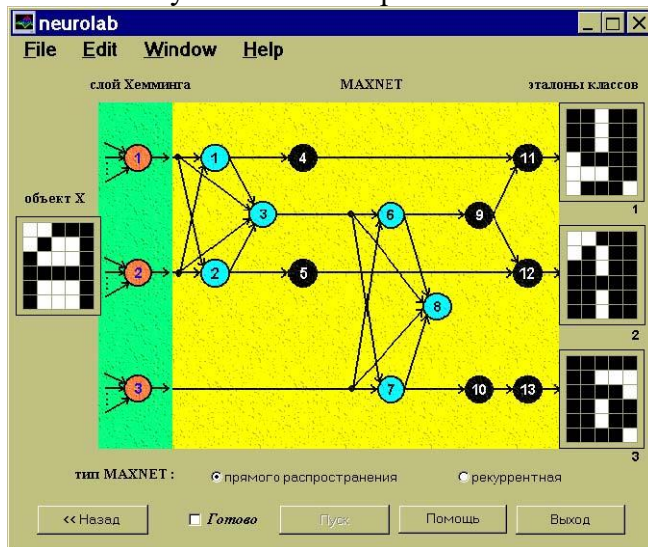 neurolab
File Edit Window Help
слой Хемминга MAXNET эталоны классов
1 1 4 11
объект X
1
3 6 9
2 2 5 12
2
8
3 7 10 13
3
тип MAXNET : прямого распространения рекуррентная
<< Назад Готово Пуск Помощь Выход